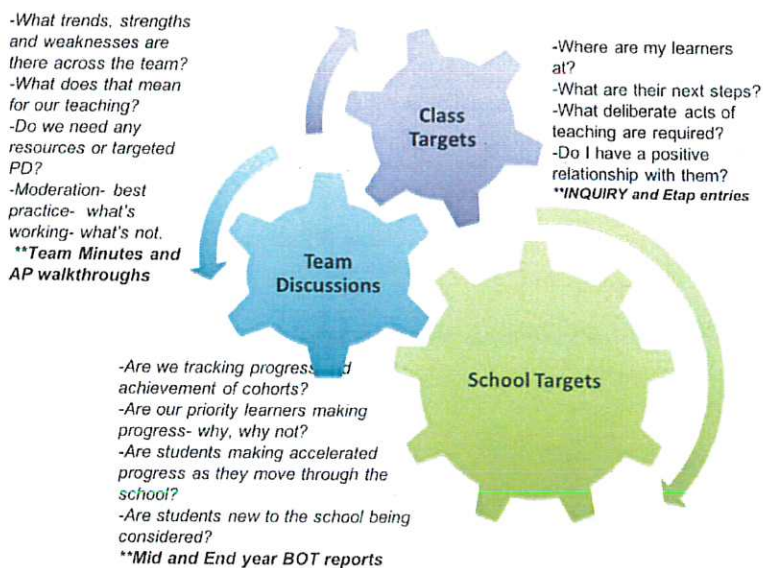 -What trends, strengths
and weaknesses are
there across the team?
-What does that mean
for our teaching?
-Do we need any
resources or targeted
PD?
-Moderation- best
practice- what's
working- what's not.
**Team Minutes and
AP walkthroughs
Class
Targets
-Where are my learners
at?
-What are their next steps?
-What deliberate acts of
teaching are required?
-Do I have a positive
relationship with them?
**INQUIRY and Etap entries
Team
Discussions
School Targets
-Are we tracking progress
achievement of cohorts?
-Are our priority learners making
progress- why, why not?
-Are students making accelerated
progress as they move through the
school?
-Are students new to the school being
considered?
**Mid and End year BOT reports